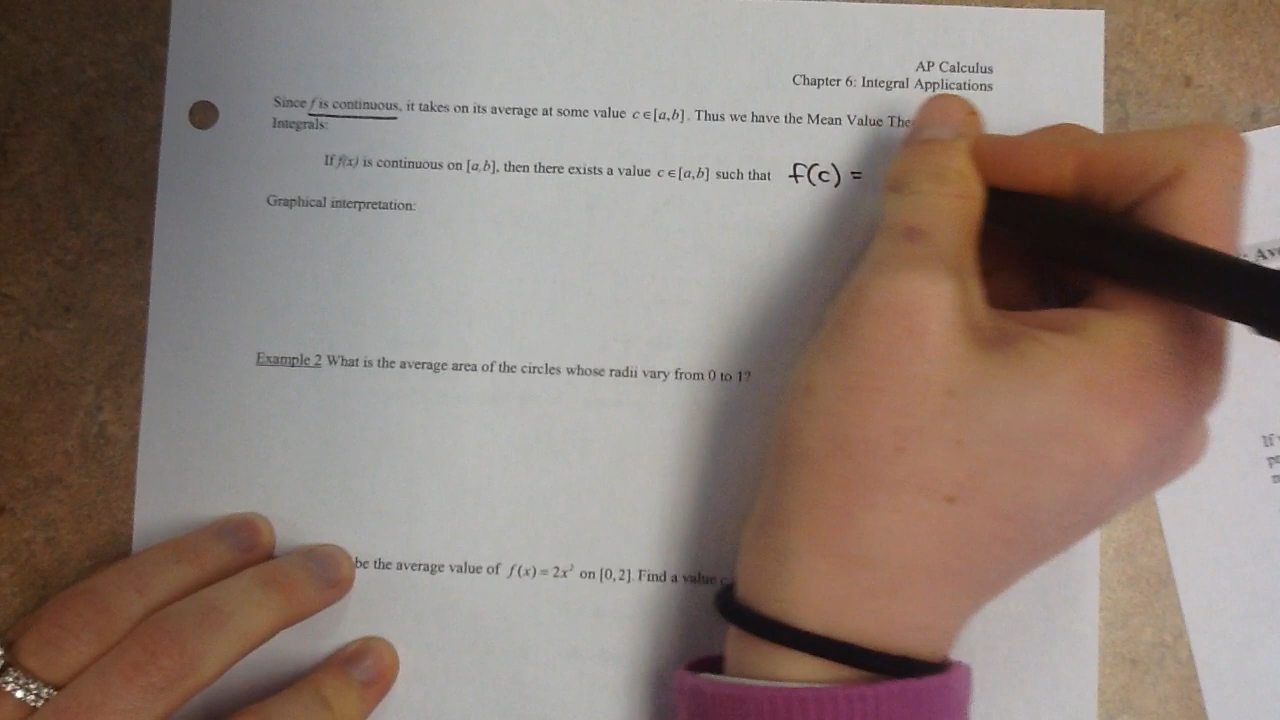 AP Calculus
Chapter 6: Integral Applications
Since f is continuous, it takes on its average at some value c ∈ [a,b]. Thus we have the Mean Value
Integrals:
If f(x) is continuous on [a,b], then there exists a value c ∈ [a,b] such that f(c) =
Graphical interpretation:
Example 2 What is the average area of the circles whose radii vary from 0 to 1?
be the average value of f(x) = 2x² on [0,2]. Find a value c